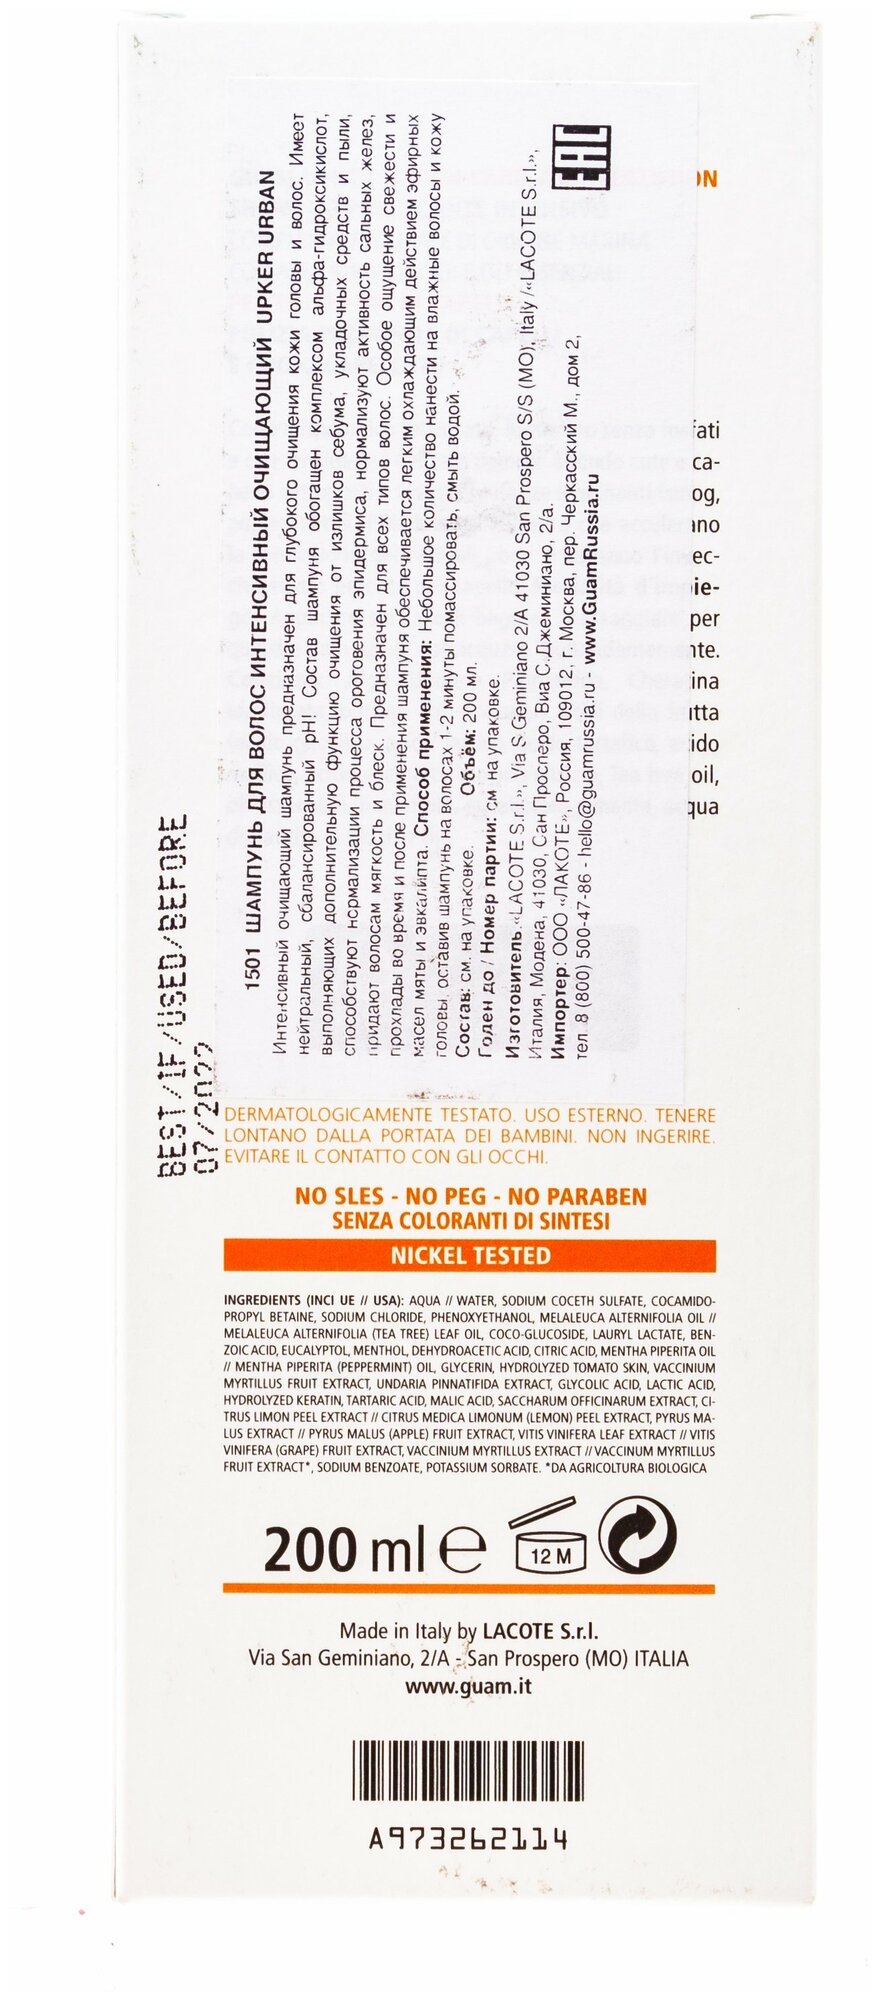 1501 ШАМПУНЬ ДЛЯ ВОЛОС ИНТЕНСИВНЫЙ ОЧИЩАЮЩИЙ UPKER URBAN
Интенсивный очищающий шампунь предназначен для глубокого очищения кожи головы и волос. Имеет
нейтральный, сбалансированный pH! Состав шампуня обогащен комплексом альфа-гидроксикислот,
выполняющих дополнительную функцию очищения от излишков себума, укладочных средств и пыли,
способствуют нормализации процесса ороговения эпидермиса, нормализуют активность сальных желез,
придают волосам мягкость и блеск. Предназначен для всех типов волос. Особое ощущение свежести и
прохлады во время и после применения шампуня обеспечивается легким охлаждающим действием эфирных
масел мяты и эвкалипта. Способ применения: Небольшое количество нанести на влажные волосы и кожу
головы, оставив шампунь на волосах 1-2 минуты помассировать, смыть водой.
Состав: см. на упаковке. Объём: 200 мл.
Годен до / Номер партии: см. на упаковке.
Изготовитель:«LACOTE S.r.l.», Via S.Geminiano 2/A 41030 San Prospero S/S (MO), Italy /«LACOTE S.r.l.»,
Италия, Модена, 41030, Сан Просперо, Виа С.Джеминиано, 2/а.
Импортер: ООО «ЛАКОТЕ», Россия, 109012, г. Москва, пер. Черкасский М., дом 2,
тел. 8 (800) 500-47-86 - hello@guamrussia.ru - www.GuamRussia.ru
EAC
ON
fati
ca-
og,
ano
ec-
ie-
per
nte.
ina
utta
ido
oil,
qua
BEST/IF/USED/BEFORE
07/2022
DERMATOLOGICAMENTE TESTATO. USO ESTERNO. TENERE
LONTANO DALLA PORTATA DEI BAMBINI. NON INGERIRE.
EVITARE IL CONTATTO CON GLI OCCHI.
NO SLES - NO PEG - NO PARABEN
SENZA COLORANTI DI SINTESI
NICKEL TESTED
INGREDIENTS (INCI UE // USA): AQUA // WATER, SODIUM COCETH SULFATE, COCAMIDO-
PROPYL BETAINE, SODIUM CHLORIDE, PHENOXYETHANOL, MELALEUCA ALTERNIFOLIA OIL //
MELALEUCA ALTERNIFOLIA (TEA TREE) LEAF OIL, COCO-GLUCOSIDE, LAURYL LACTATE, BEN-
ZOIC ACID, EUCALYPTOL, MENTHOL, DEHYDROACETIC ACID, CITRIC ACID, MENTHA PIPERITA OIL
// MENTHA PIPERITA (PEPPERMINT) OIL, GLYCERIN, HYDROLYZED TOMATO SKIN, VACCINIUM
MYRTILLUS FRUIT EXTRACT, UNDARIA PINNATIFIDA EXTRACT, GLYCOLIC ACID, LACTIC ACID,
HYDROLYZED KERATIN, TARTARIC ACID, MALIC ACID, SACCHARUM OFFICINARUM EXTRACT, CI-
TRUS LIMON PEEL EXTRACT // CITRUS MEDICA LIMONUM (LEMON) PEEL EXTRACT, PYRUS MA-
LUS EXTRACT // PYRUS MALUS (APPLE) FRUIT EXTRACT, VITIS VINIFERA LEAF EXTRACT // VITIS
VINIFERA (GRAPE) FRUIT EXTRACT, VACCINIUM MYRTILLUS EXTRACT // VACCINUM MYRTILLUS
FRUIT EXTRACT*, SODIUM BENZOATE, POTASSIUM SORBATE. *DA AGRICOLTURA BIOLOGICA
200 ml e
12 M
Made in Italy by LACOTE S.r.l.
Via San Geminiano, 2/A - San Prospero (MO) ITALIA
www.guam.it
A973262114